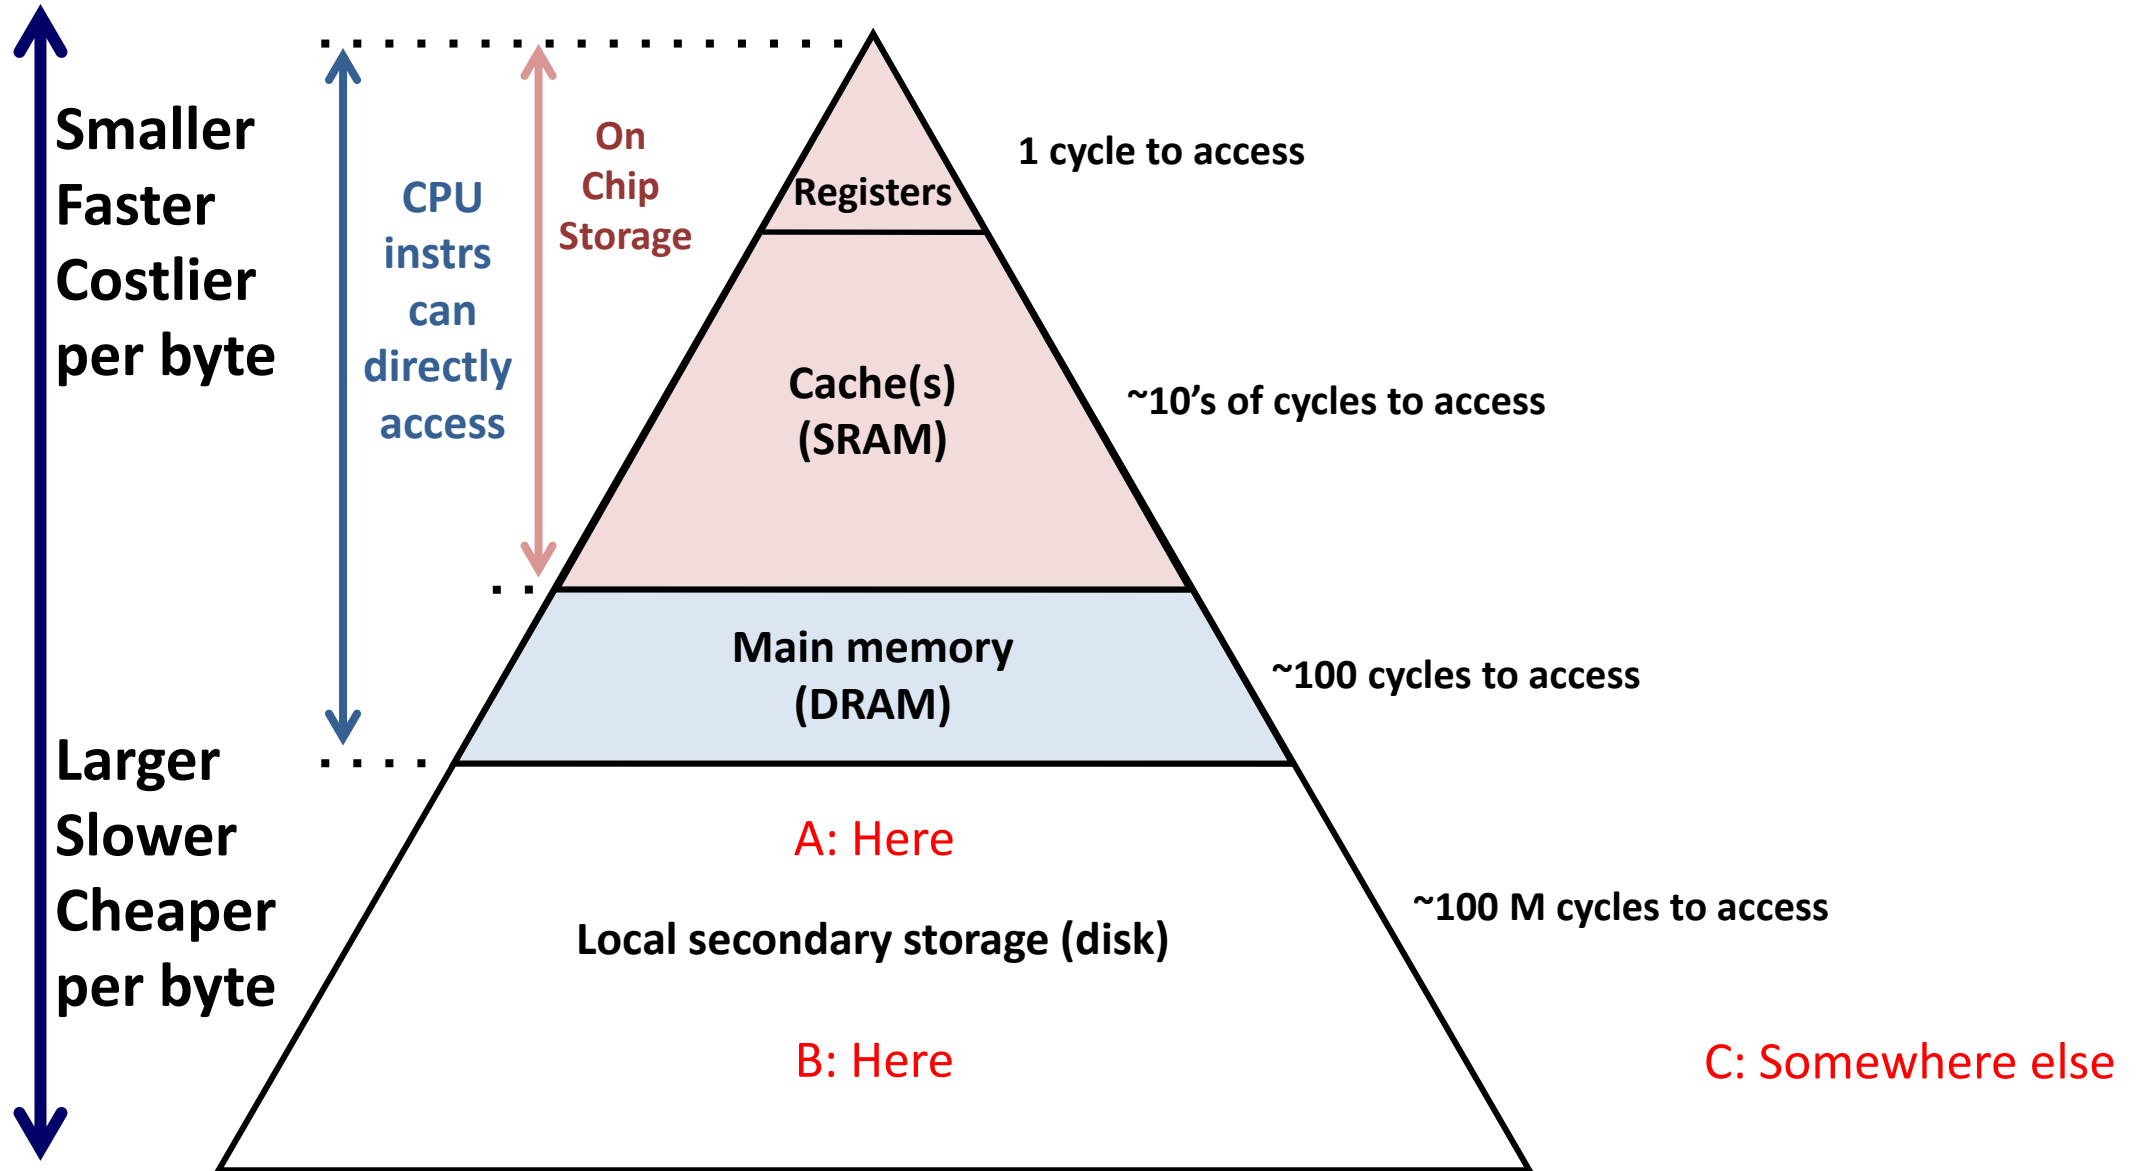 Smaller
Faster
Costlier
per byte
Larger
Slower
Cheaper
per byte
CPU
instrs
can
directly
access
On
Chip
Storage
Registers
1 cycle to access
Cache(s)
(SRAM)
~10’s of cycles to access
Main memory
(DRAM)
~100 cycles to access
A: Here
Local secondary storage (disk)
~100 M cycles to access
B: Here
C: Somewhere else